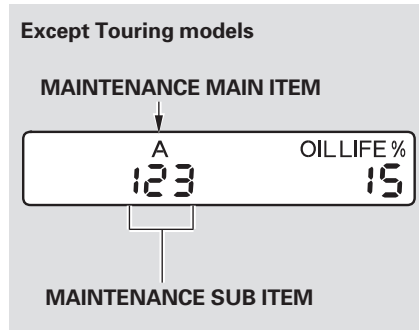 Except Touring models
MAINTENANCE MAIN ITEM
A OIL LIFE %
123 15
MAINTENANCE SUB ITEM